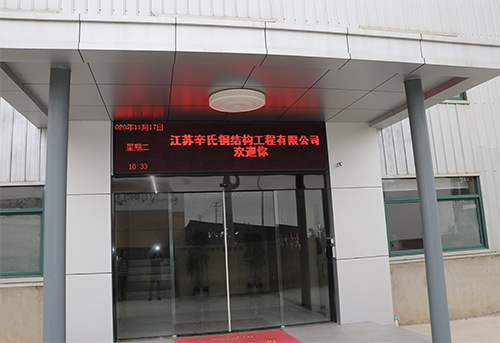 020年11月17日
星期二
10:33
江苏辛氏钢结构工程有限公司
欢迎你